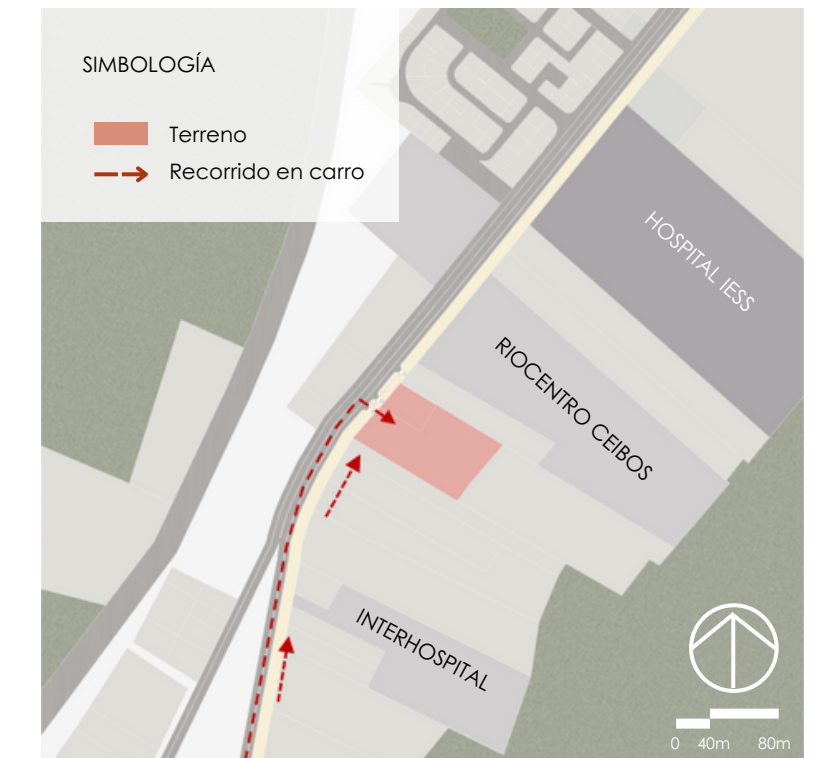 SIMBOLOGÍA
Terreno
Recorrido en carro
HOSPITAL IESS
RIOCENTRO CEIBOS
INTERHOSPITAL
0 40m 80m